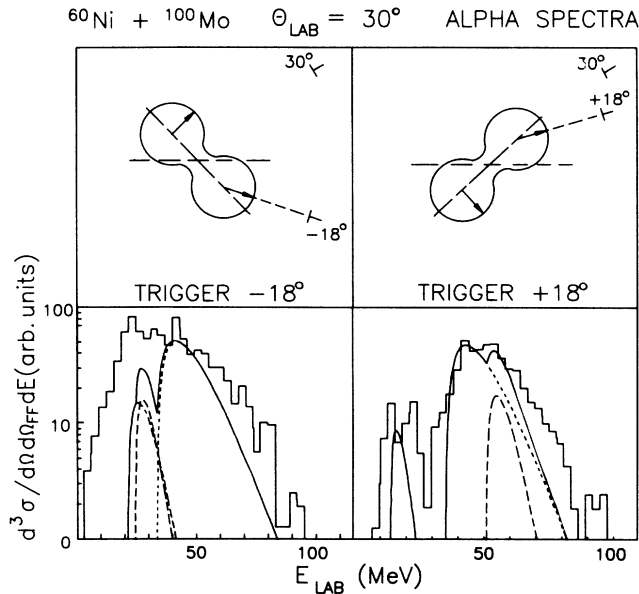 ⁶⁰Ni + ¹⁰⁰Mo Θ_LAB = 30° ALPHA SPECTRA
30°
-18°
TRIGGER -18°
30°
+18°
TRIGGER +18°
d³σ/dΩdΩ_FFdE(arb. units)
100
10
0
50
100
50
100
E_LAB (MeV)